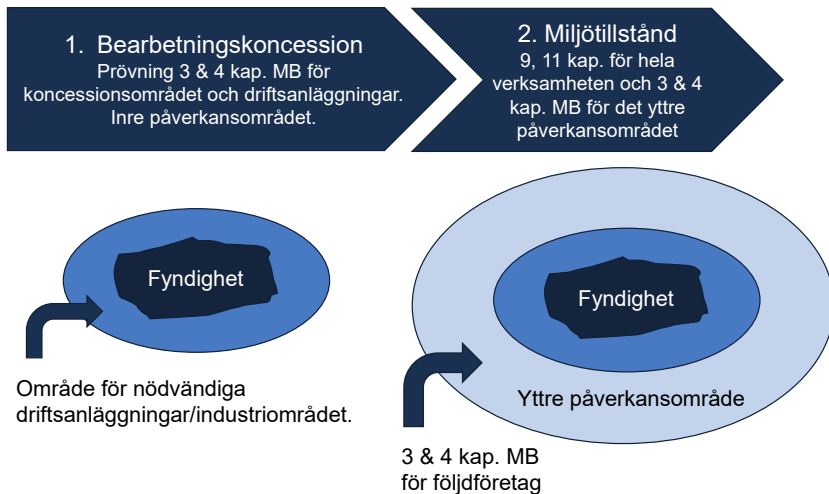 1. Bearbetningskoncession
Prövning 3 & 4 kap. MB för
koncessionsområdet och driftsanläggningar.
Inre påverkansområdet.
2. Miljötillstånd
9, 11 kap. för hela
verksamheten och 3 & 4
kap. MB för det yttre
påverkansområdet
Fyndighet
Område för nödvändiga
driftsanläggningar/industriområdet.
Fyndighet
Yttre påverkansområde
3 & 4 kap. MB
för följdföretag